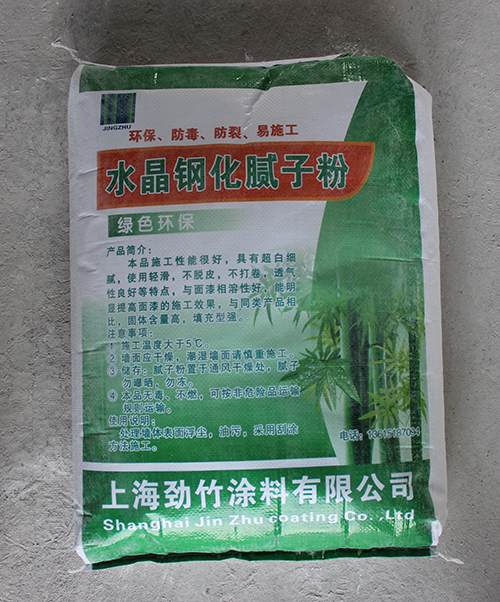 JINGZHU
环保、防毒、防裂、易施工
水晶钢化腻子粉
绿色环保
产品简介：
本品施工性能很好，具有超白细
腻，使用轻滑，不脱皮，不打卷，透气
性良好等特点，与面漆相溶性好，能明
显提高面漆的施工效果，与同类产品相
比，固体含量高，填充型强。
注意事项：
① 施工温度大于5℃。
② 墙面应干燥，潮湿墙面请慎重施工。
③ 储存：腻子粉置于通风干燥处，腻子
勿曝晒，勿冻。
④ 本品无毒，不燃，可按非危险品运输
规则运输。
使用说明：
处理墙体表面浮尘，油污，采用刮涂
方法施工。
电话：
上海劲竹涂料有限公司
Shanghai Jin Zhu coating Co.,Ltd